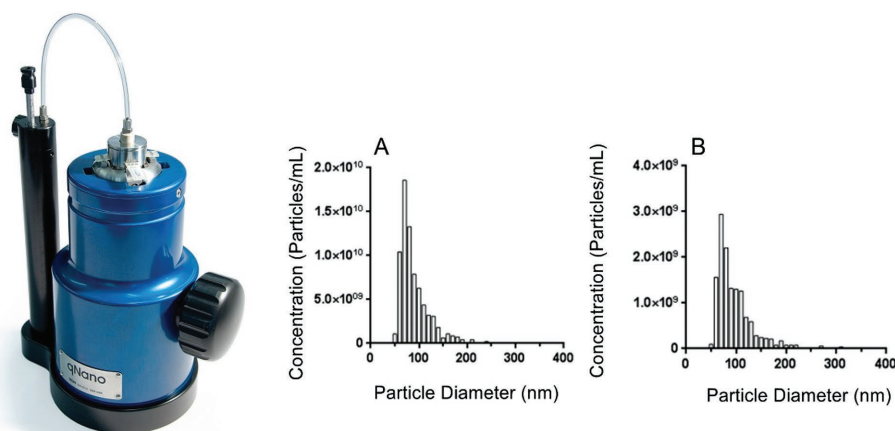 qNano
A
Concentration (Particles/mL)
2.0×10¹⁰
1.5×10¹⁰
1.0×10¹⁰
5.0×10⁰⁹
0
0 100 200 300 400
Particle Diameter (nm)
B
Concentration (Particles/mL)
4.0×10⁹
3.0×10⁹
2.0×10⁹
1.0×10⁹
0
0 100 200 300 400
Particle Diameter (nm)